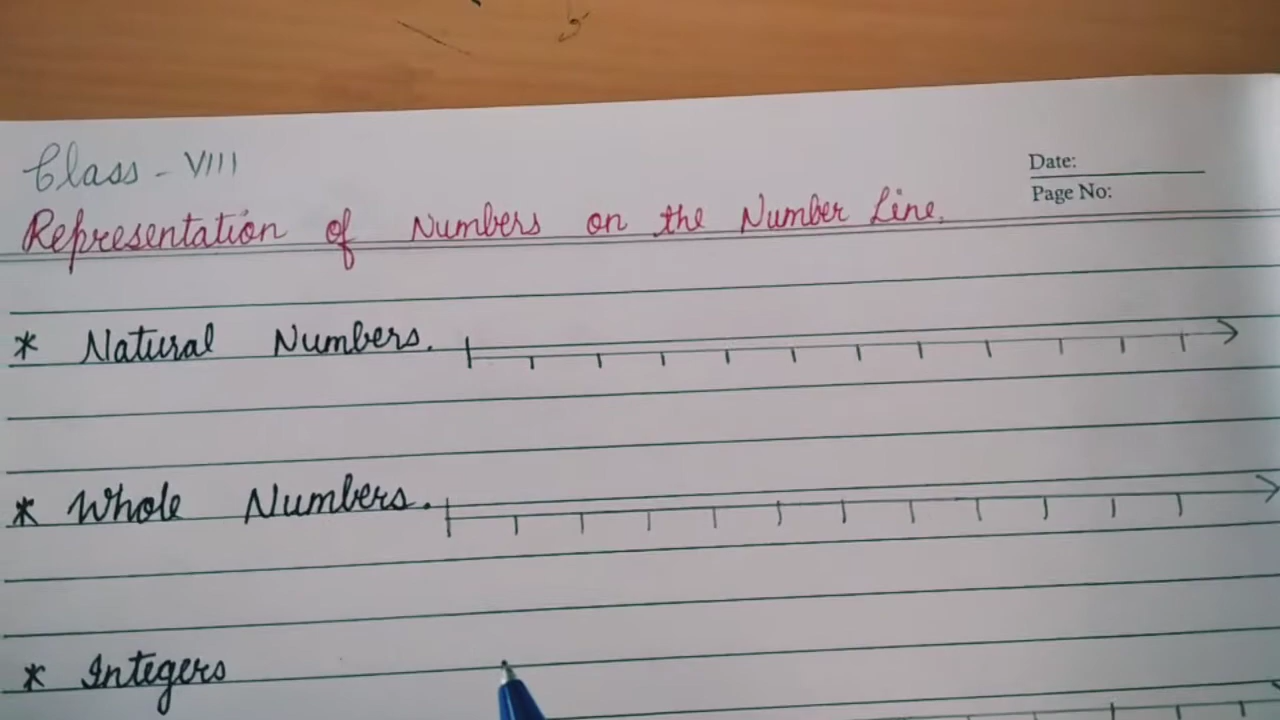 Class - VIII
Date:
Page No:
Representation of Numbers on the Number Line.
* Natural Numbers.
* Whole Numbers.
* Integers